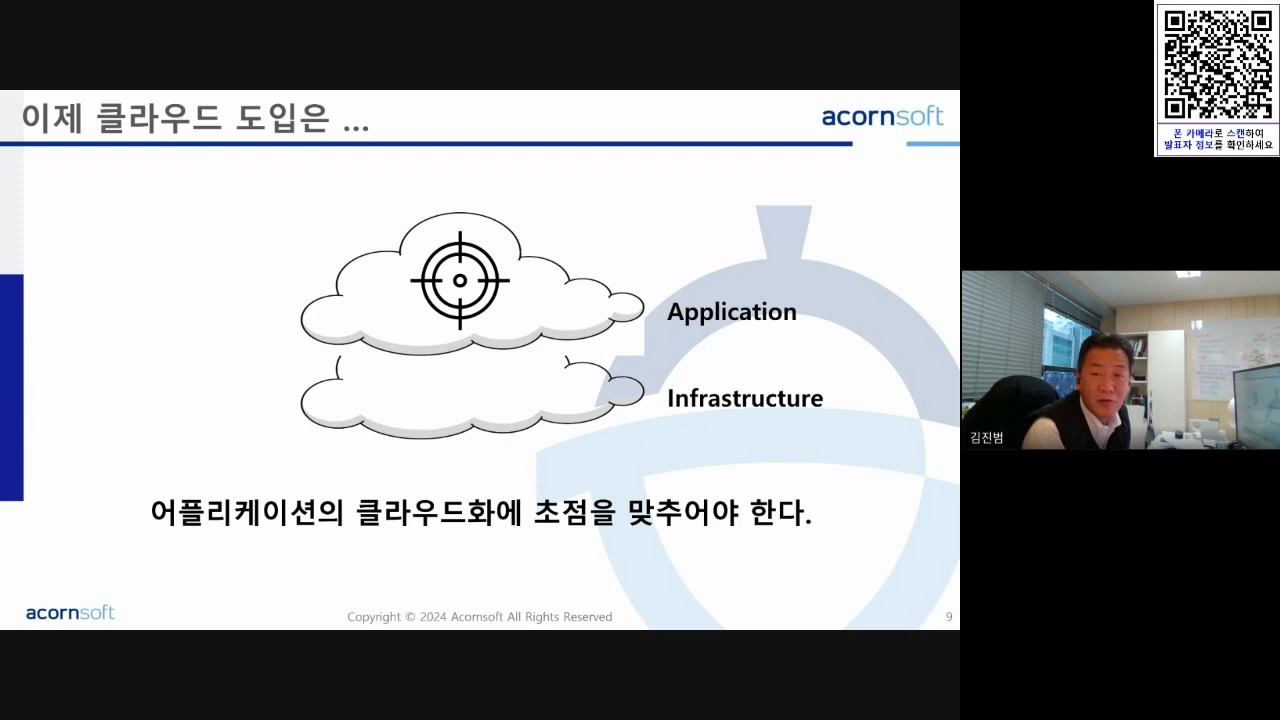 이제 클라우드 도입은 ...
acornsoft
Application
Infrastructure
어플리케이션의 클라우드화에 초점을 맞추어야 한다.
acornsoft
Copyright © 2024 Acornsoft All Rights Reserved
9
폰 카메라로 스캔하여
발표자 정보를 확인하세요
김진범